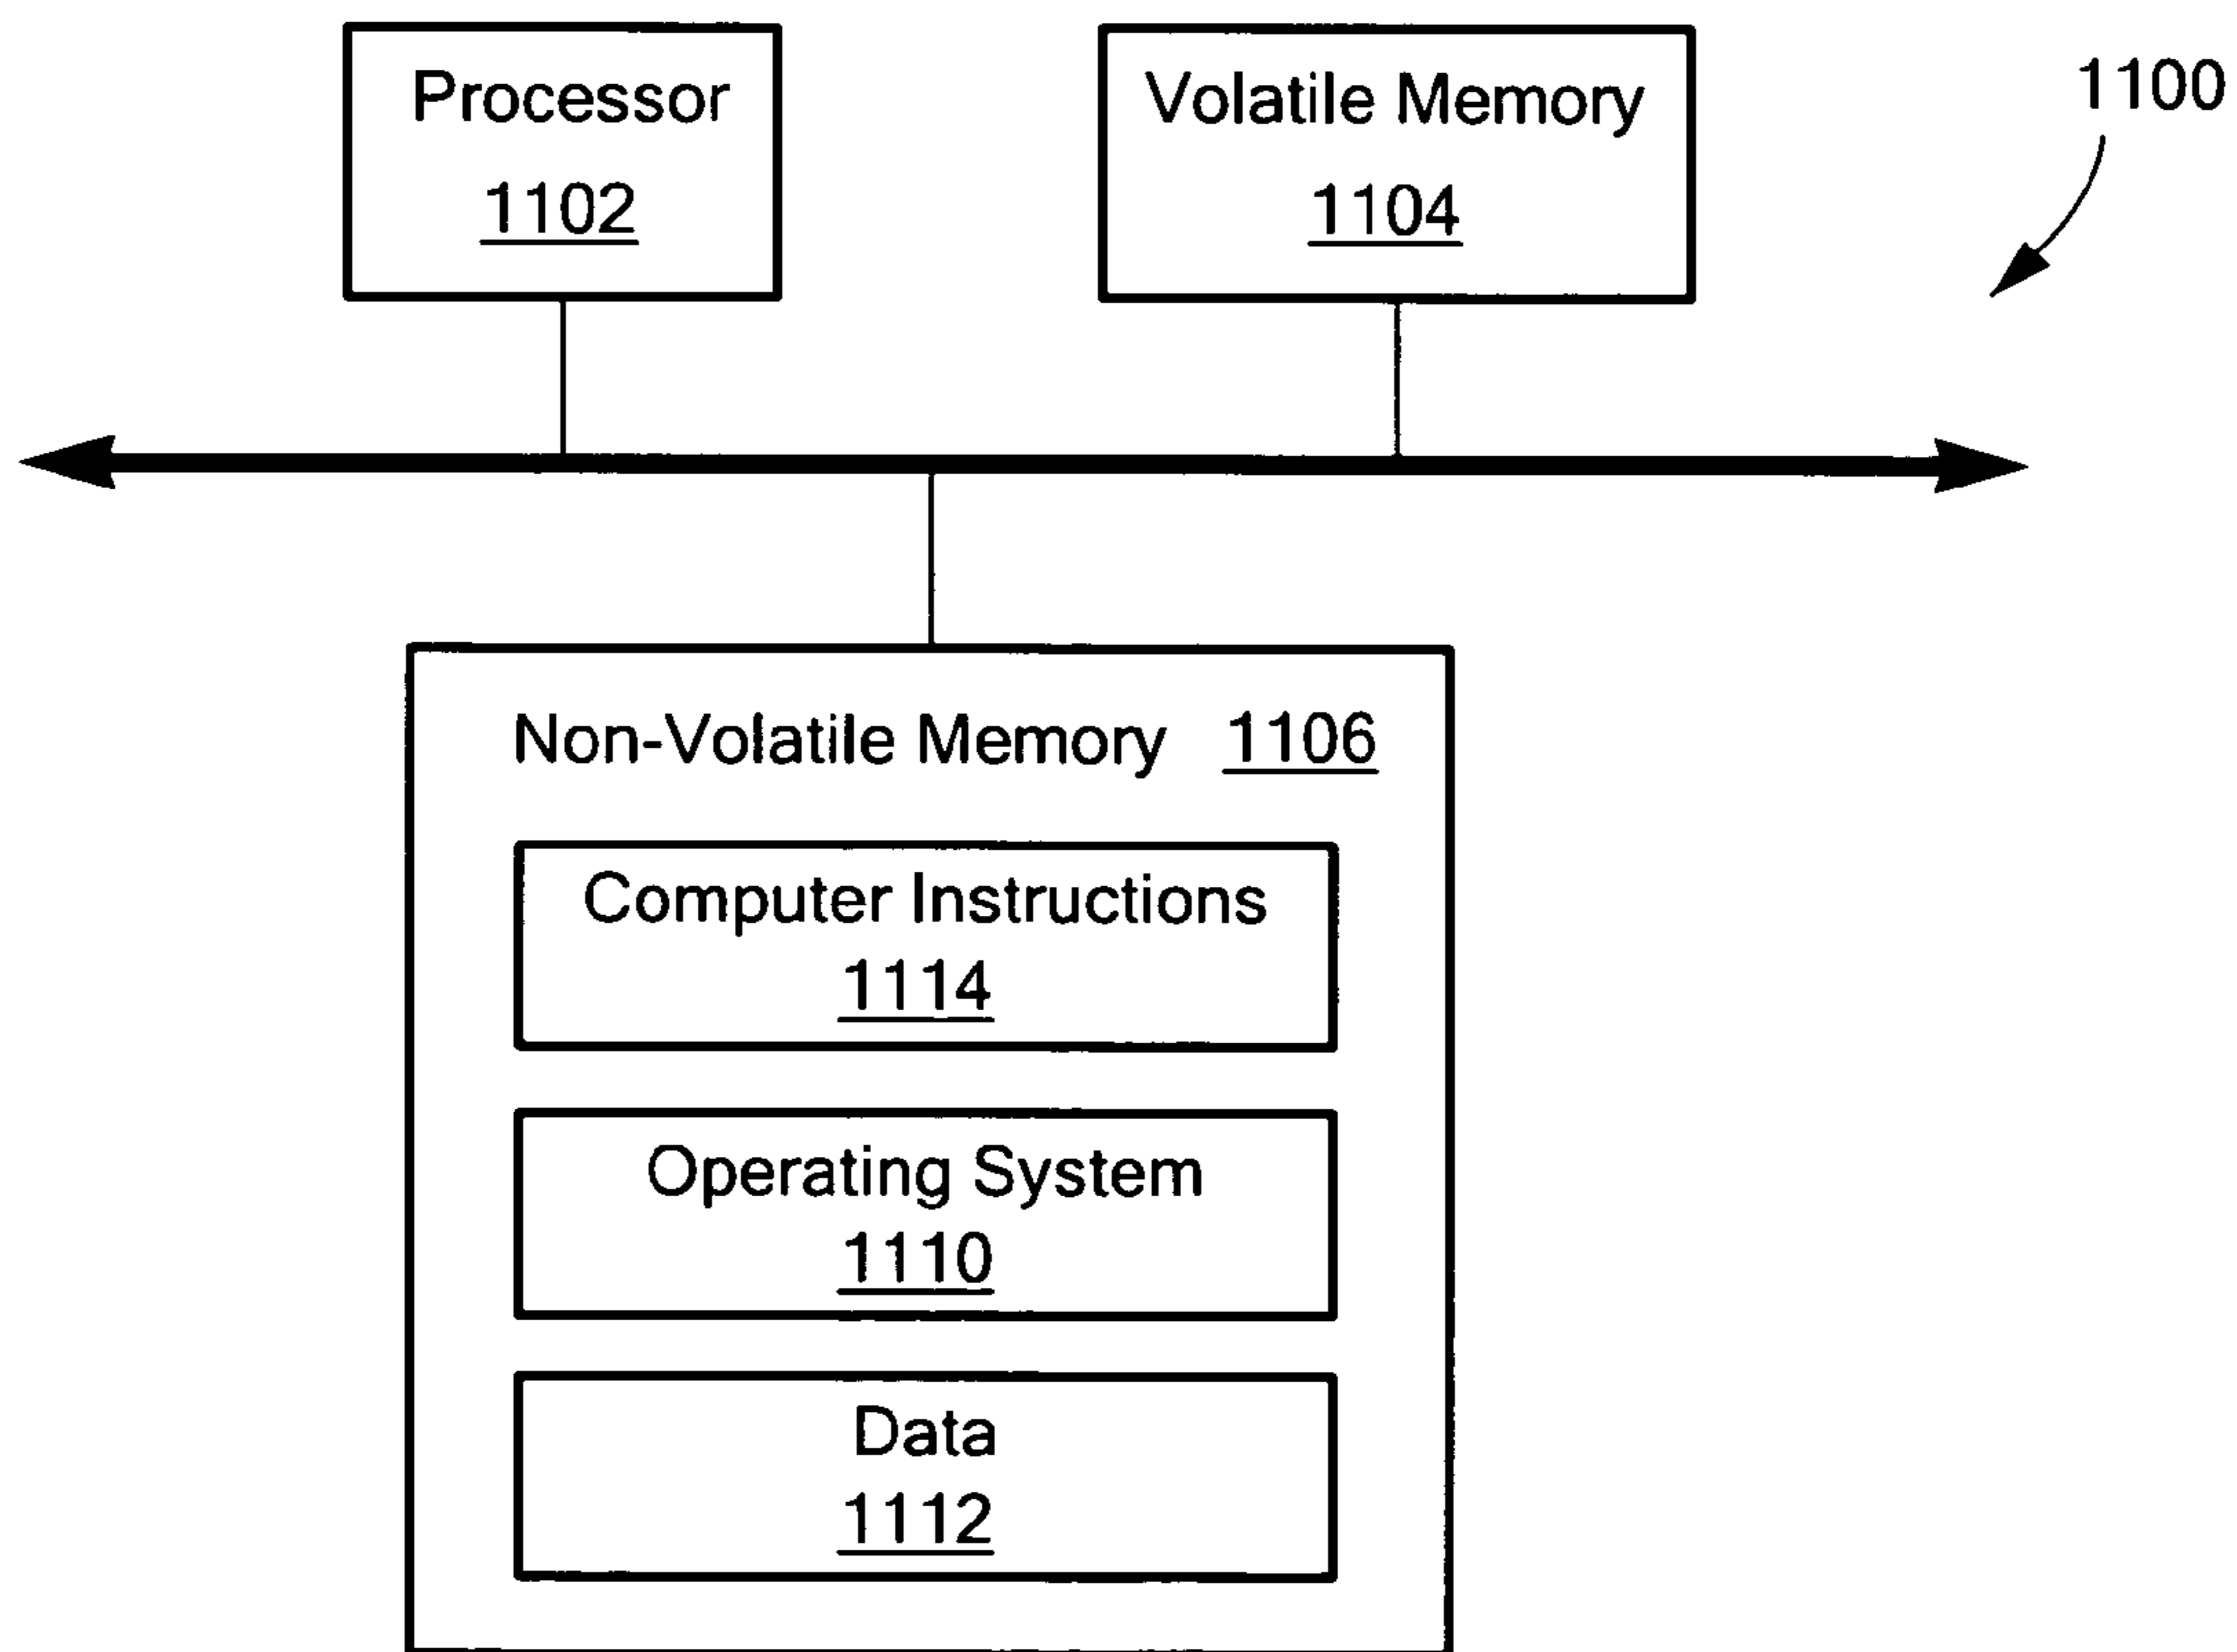 Processor
1102
Volatile Memory
1104
1100
Non-Volatile Memory 1106
Computer Instructions
1114
Operating System
1110
Data
1112